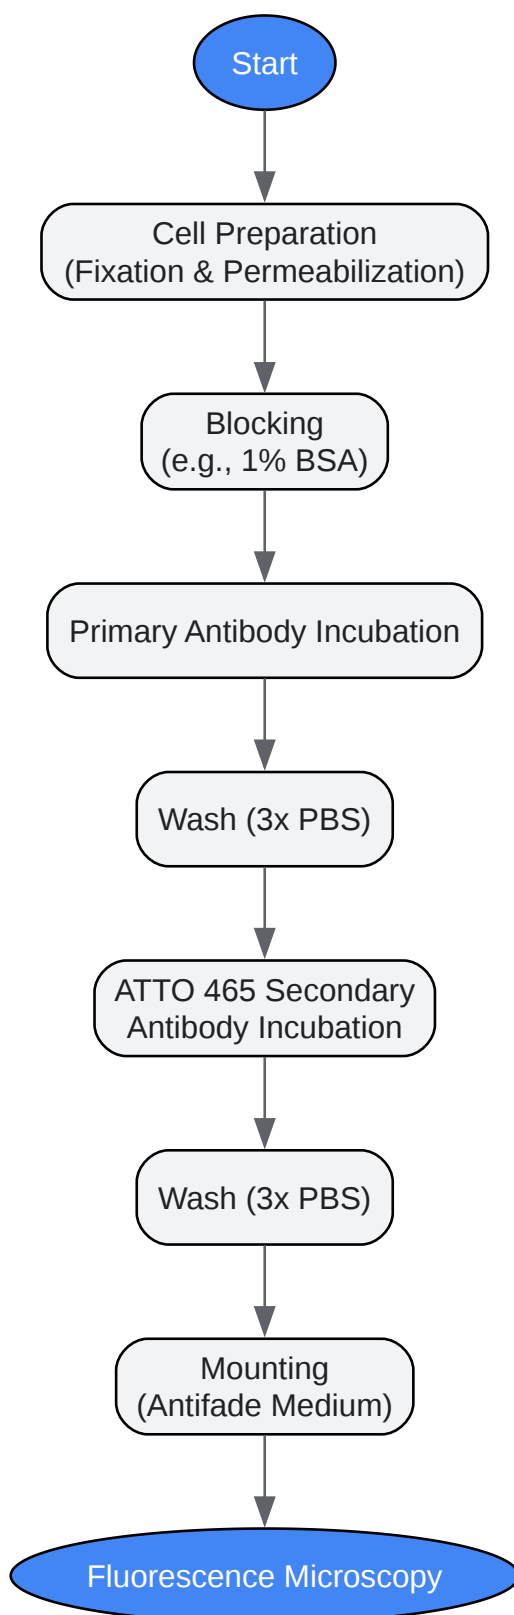 Start
Cell Preparation
(Fixation & Permeabilization)
Blocking
(e.g., 1% BSA)
Primary Antibody Incubation
Wash (3x PBS)
ATTO 465 Secondary
Antibody Incubation
Wash (3x PBS)
Mounting
(Antifade Medium)
Fluorescence Microscopy